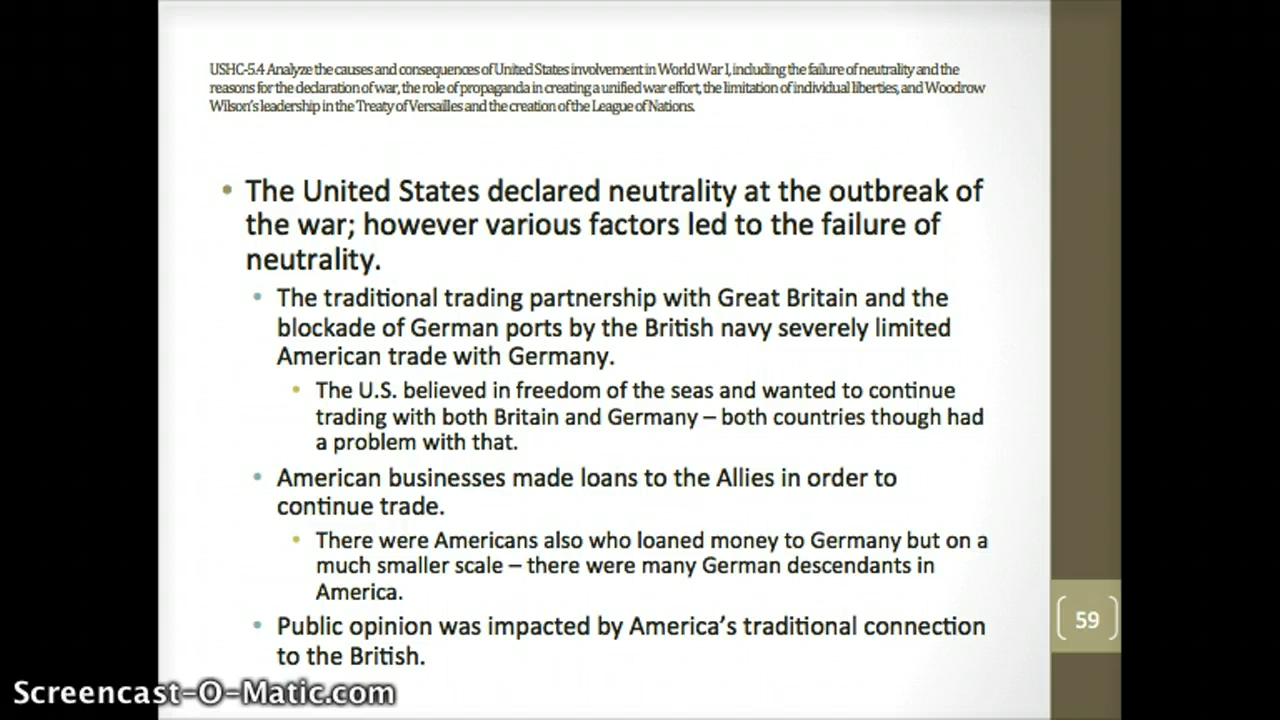 USHC-5.4 Analyze the causes and consequences of United States involvement in World War I, including the failure of neutrality and the
reasons for the declaration of war, the role of propaganda in creating a unified war effort, the limitation of individual liberties, and Woodrow
Wilson's leadership in the Treaty of Versailles and the creation of the League of Nations.
• The United States declared neutrality at the outbreak of
the war; however various factors led to the failure of
neutrality.
• The traditional trading partnership with Great Britain and the
blockade of German ports by the British navy severely limited
American trade with Germany.
• The U.S. believed in freedom of the seas and wanted to continue
trading with both Britain and Germany – both countries though had
a problem with that.
• American businesses made loans to the Allies in order to
continue trade.
• There were Americans also who loaned money to Germany but on a
much smaller scale – there were many German descendants in
America.
• Public opinion was impacted by America's traditional connection
to the British.
59
Screencast-O-Matic.com